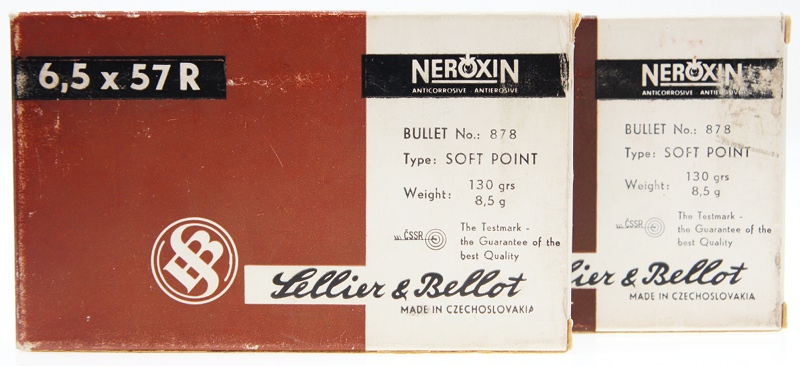 6,5 x 57 R
NEROXIN
ANTICORROSIVE - ANTIEROSIVE
BULLET No.: 878
Type: SOFT POINT
Weight: 130 grs
8,5 g
ČSSR
The Testmark -
the Guarantee of the
best Quality
SB
Sellier & Bellot
MADE IN CZECHOSLOVAKIA
NEROXIN
ANTICORROSIVE - ANTIEROSIVE
BULLET No.: 878
Type: SOFT POINT
Weight: 130 grs
8,5 g
ČSSR
The Testmark -
the Guarantee of the
best Quality
lier & Bellot
MADE IN CZECHOSLOVAKIA